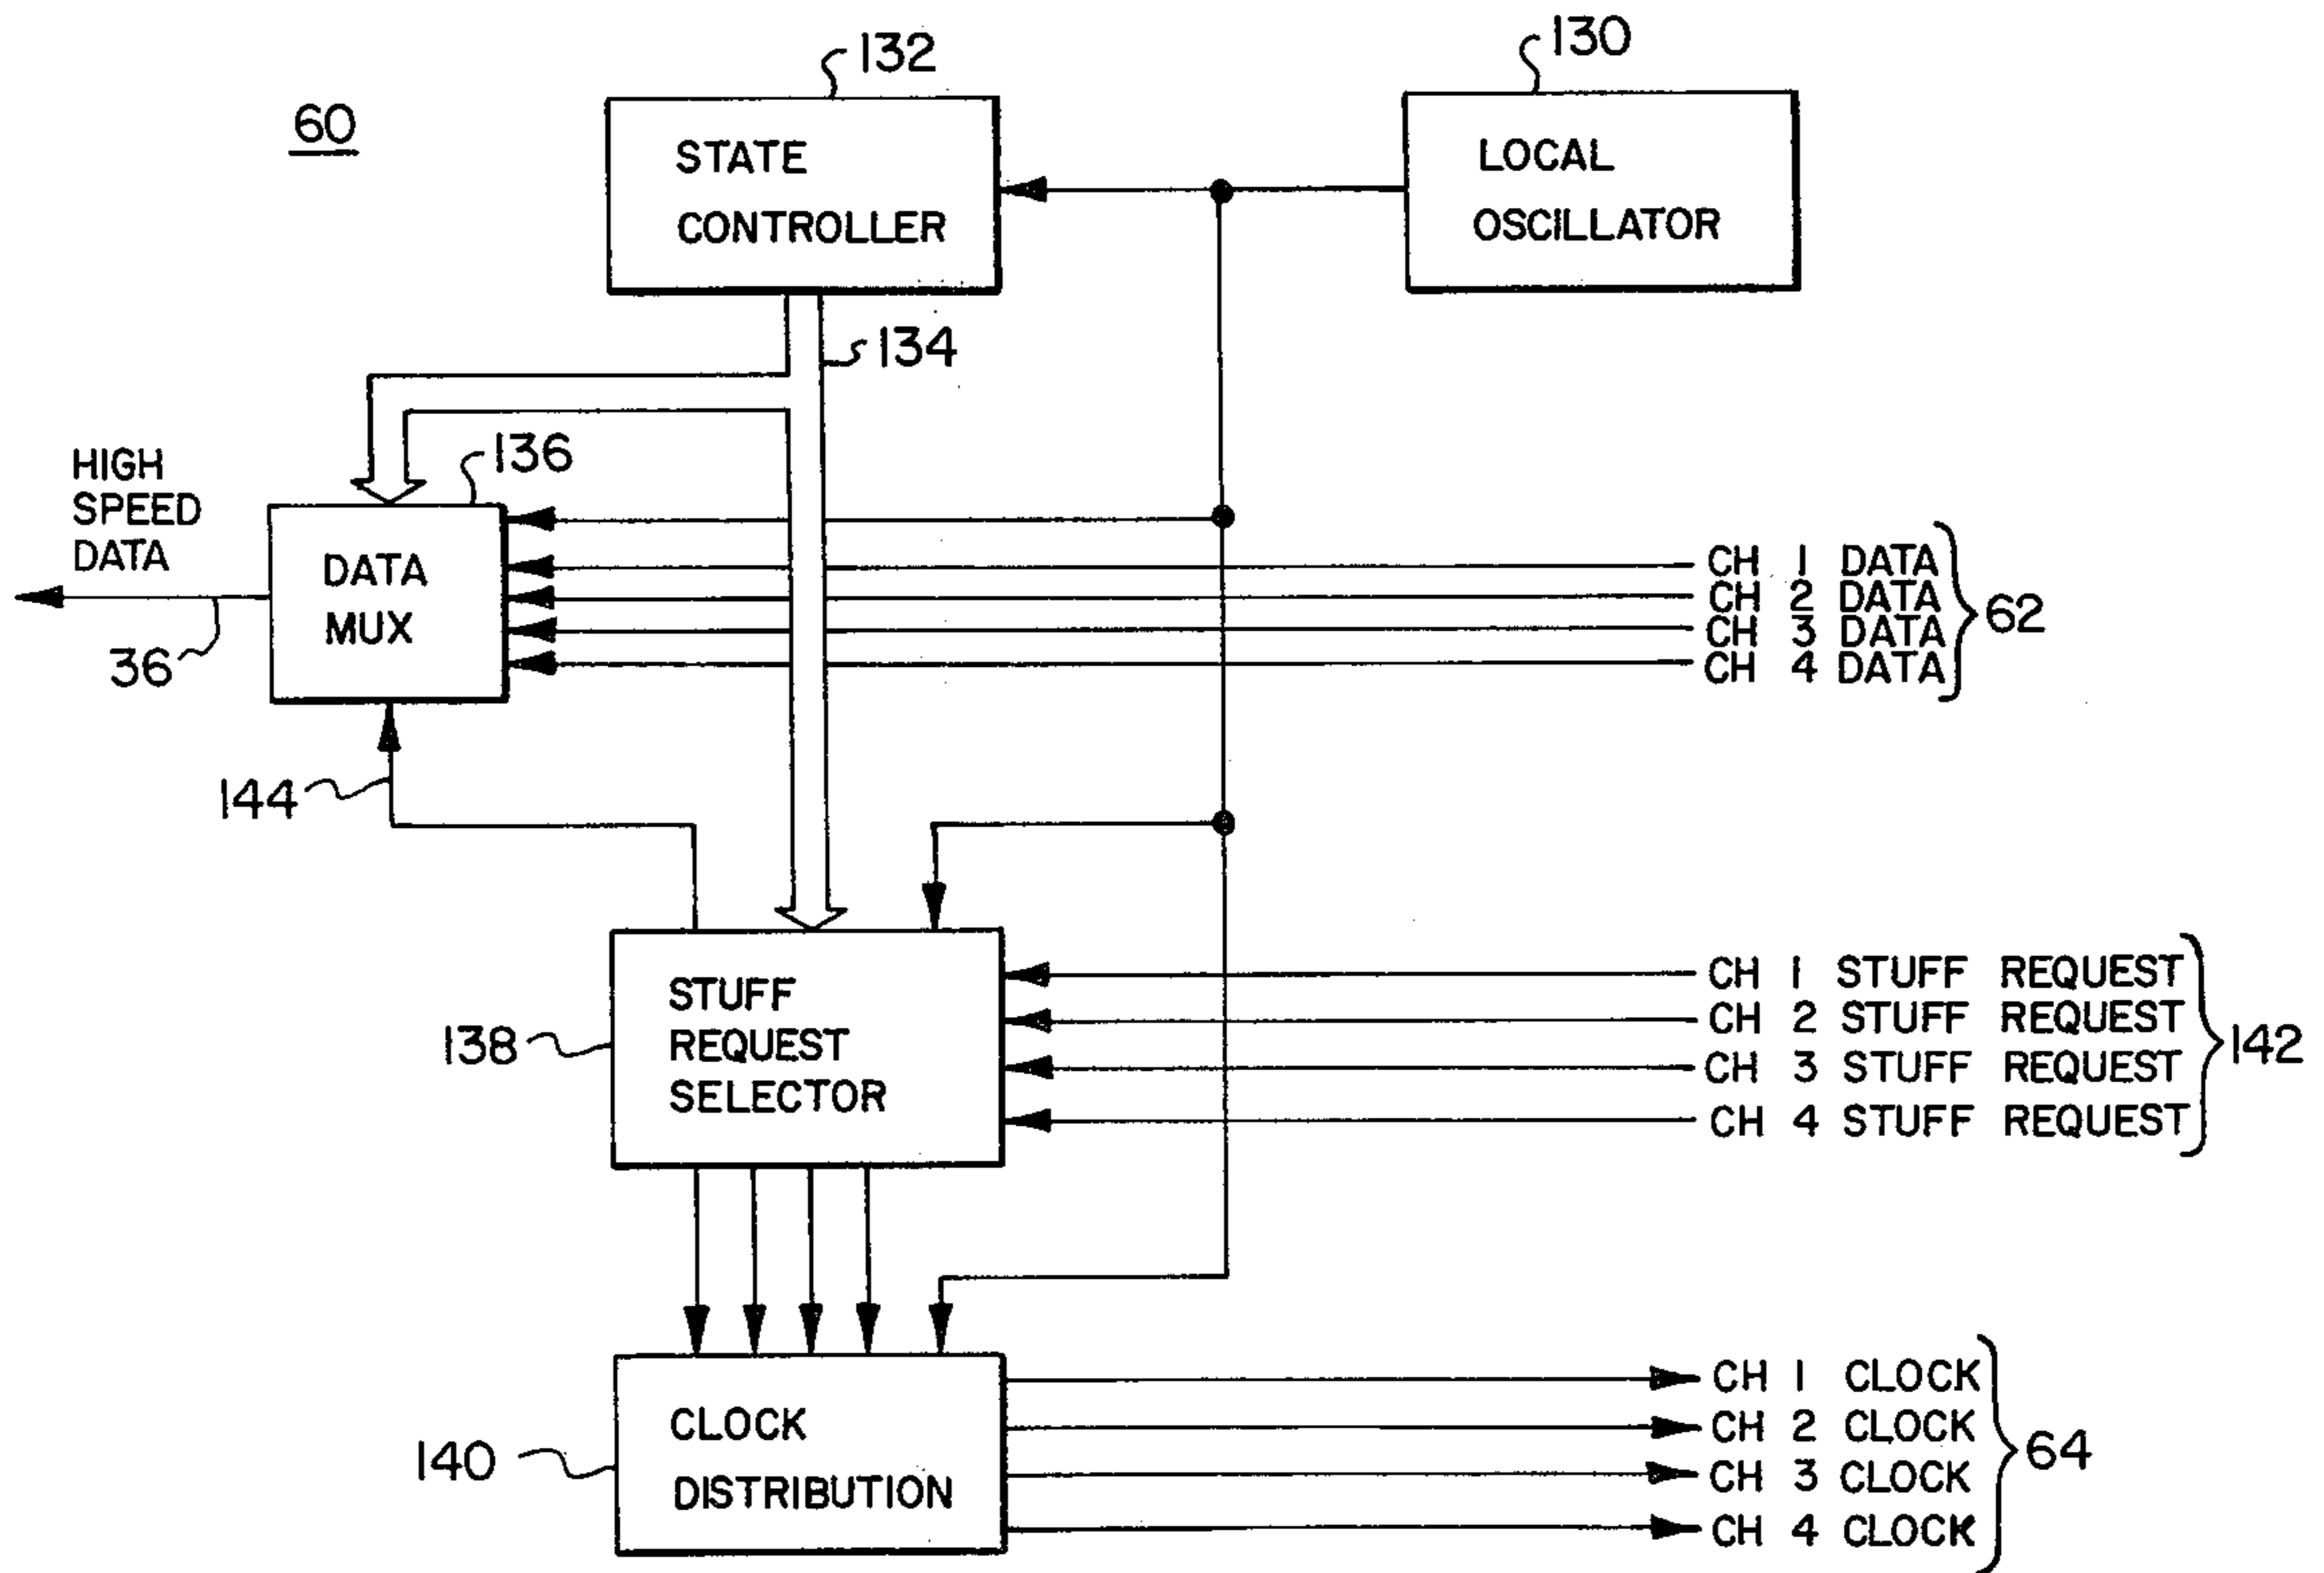 132
130
60
STATE
CONTROLLER
LOCAL
OSCILLATOR
134
136
HIGH
SPEED
DATA
DATA
MUX
36
CH 1 DATA
CH 2 DATA
CH 3 DATA
CH 4 DATA
62
144
138
STUFF
REQUEST
SELECTOR
CH 1 STUFF REQUEST
CH 2 STUFF REQUEST
CH 3 STUFF REQUEST
CH 4 STUFF REQUEST
142
140
CLOCK
DISTRIBUTION
CH 1 CLOCK
CH 2 CLOCK
CH 3 CLOCK
CH 4 CLOCK
64